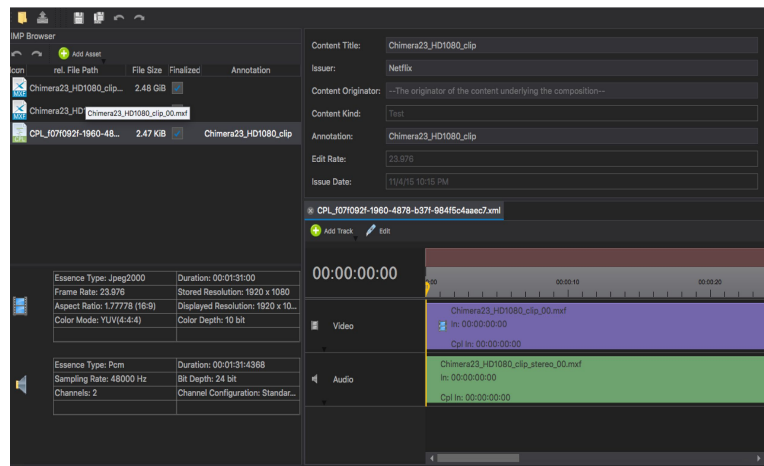 IMP Browser
Add Asset
Icon rel. File Path File Size Finalized Annotation
MXF Chimera23_HD1080_clip... 2.48 GiB
MXF Chimera23_HD
Chimera23_HD1080_clip_00.mxf
CPL_f07f092f-1960-48... 2.47 KiB Chimera23_HD1080_clip
Essence Type: Jpeg2000 Duration: 00:01:31:00
Frame Rate: 23.976 Stored Resolution: 1920 x 1080
Aspect Ratio: 1.77778 (16:9) Displayed Resolution: 1920 x 10...
Color Mode: YUV(4:4:4) Color Depth: 10 bit
Essence Type: Pcm Duration: 00:01:31:4368
Sampling Rate: 48000 Hz Bit Depth: 24 bit
Channels: 2 Channel Configuration: Standar...
Content Title: Chimera23_HD1080_clip
Issuer: Netflix
Content Originator: --The originator of the content underlying the composition--
Content Kind: Test
Annotation: Chimera23_HD1080_clip
Edit Rate: 23.976
Issue Date: 11/4/15 10:15 PM
CPL_f07f092f-1960-4878-b37f-984f5c4aaec7.xml
Add Track Edit
00:00:00:00
00:00:10 00:00:20
Video
Chimera23_HD1080_clip_00.mxf
In: 00:00:00:00
Cpl In: 00:00:00:00
Audio
Chimera23_HD1080_clip_stereo_00.mxf
In: 00:00:00:00
Cpl In: 00:00:00:00